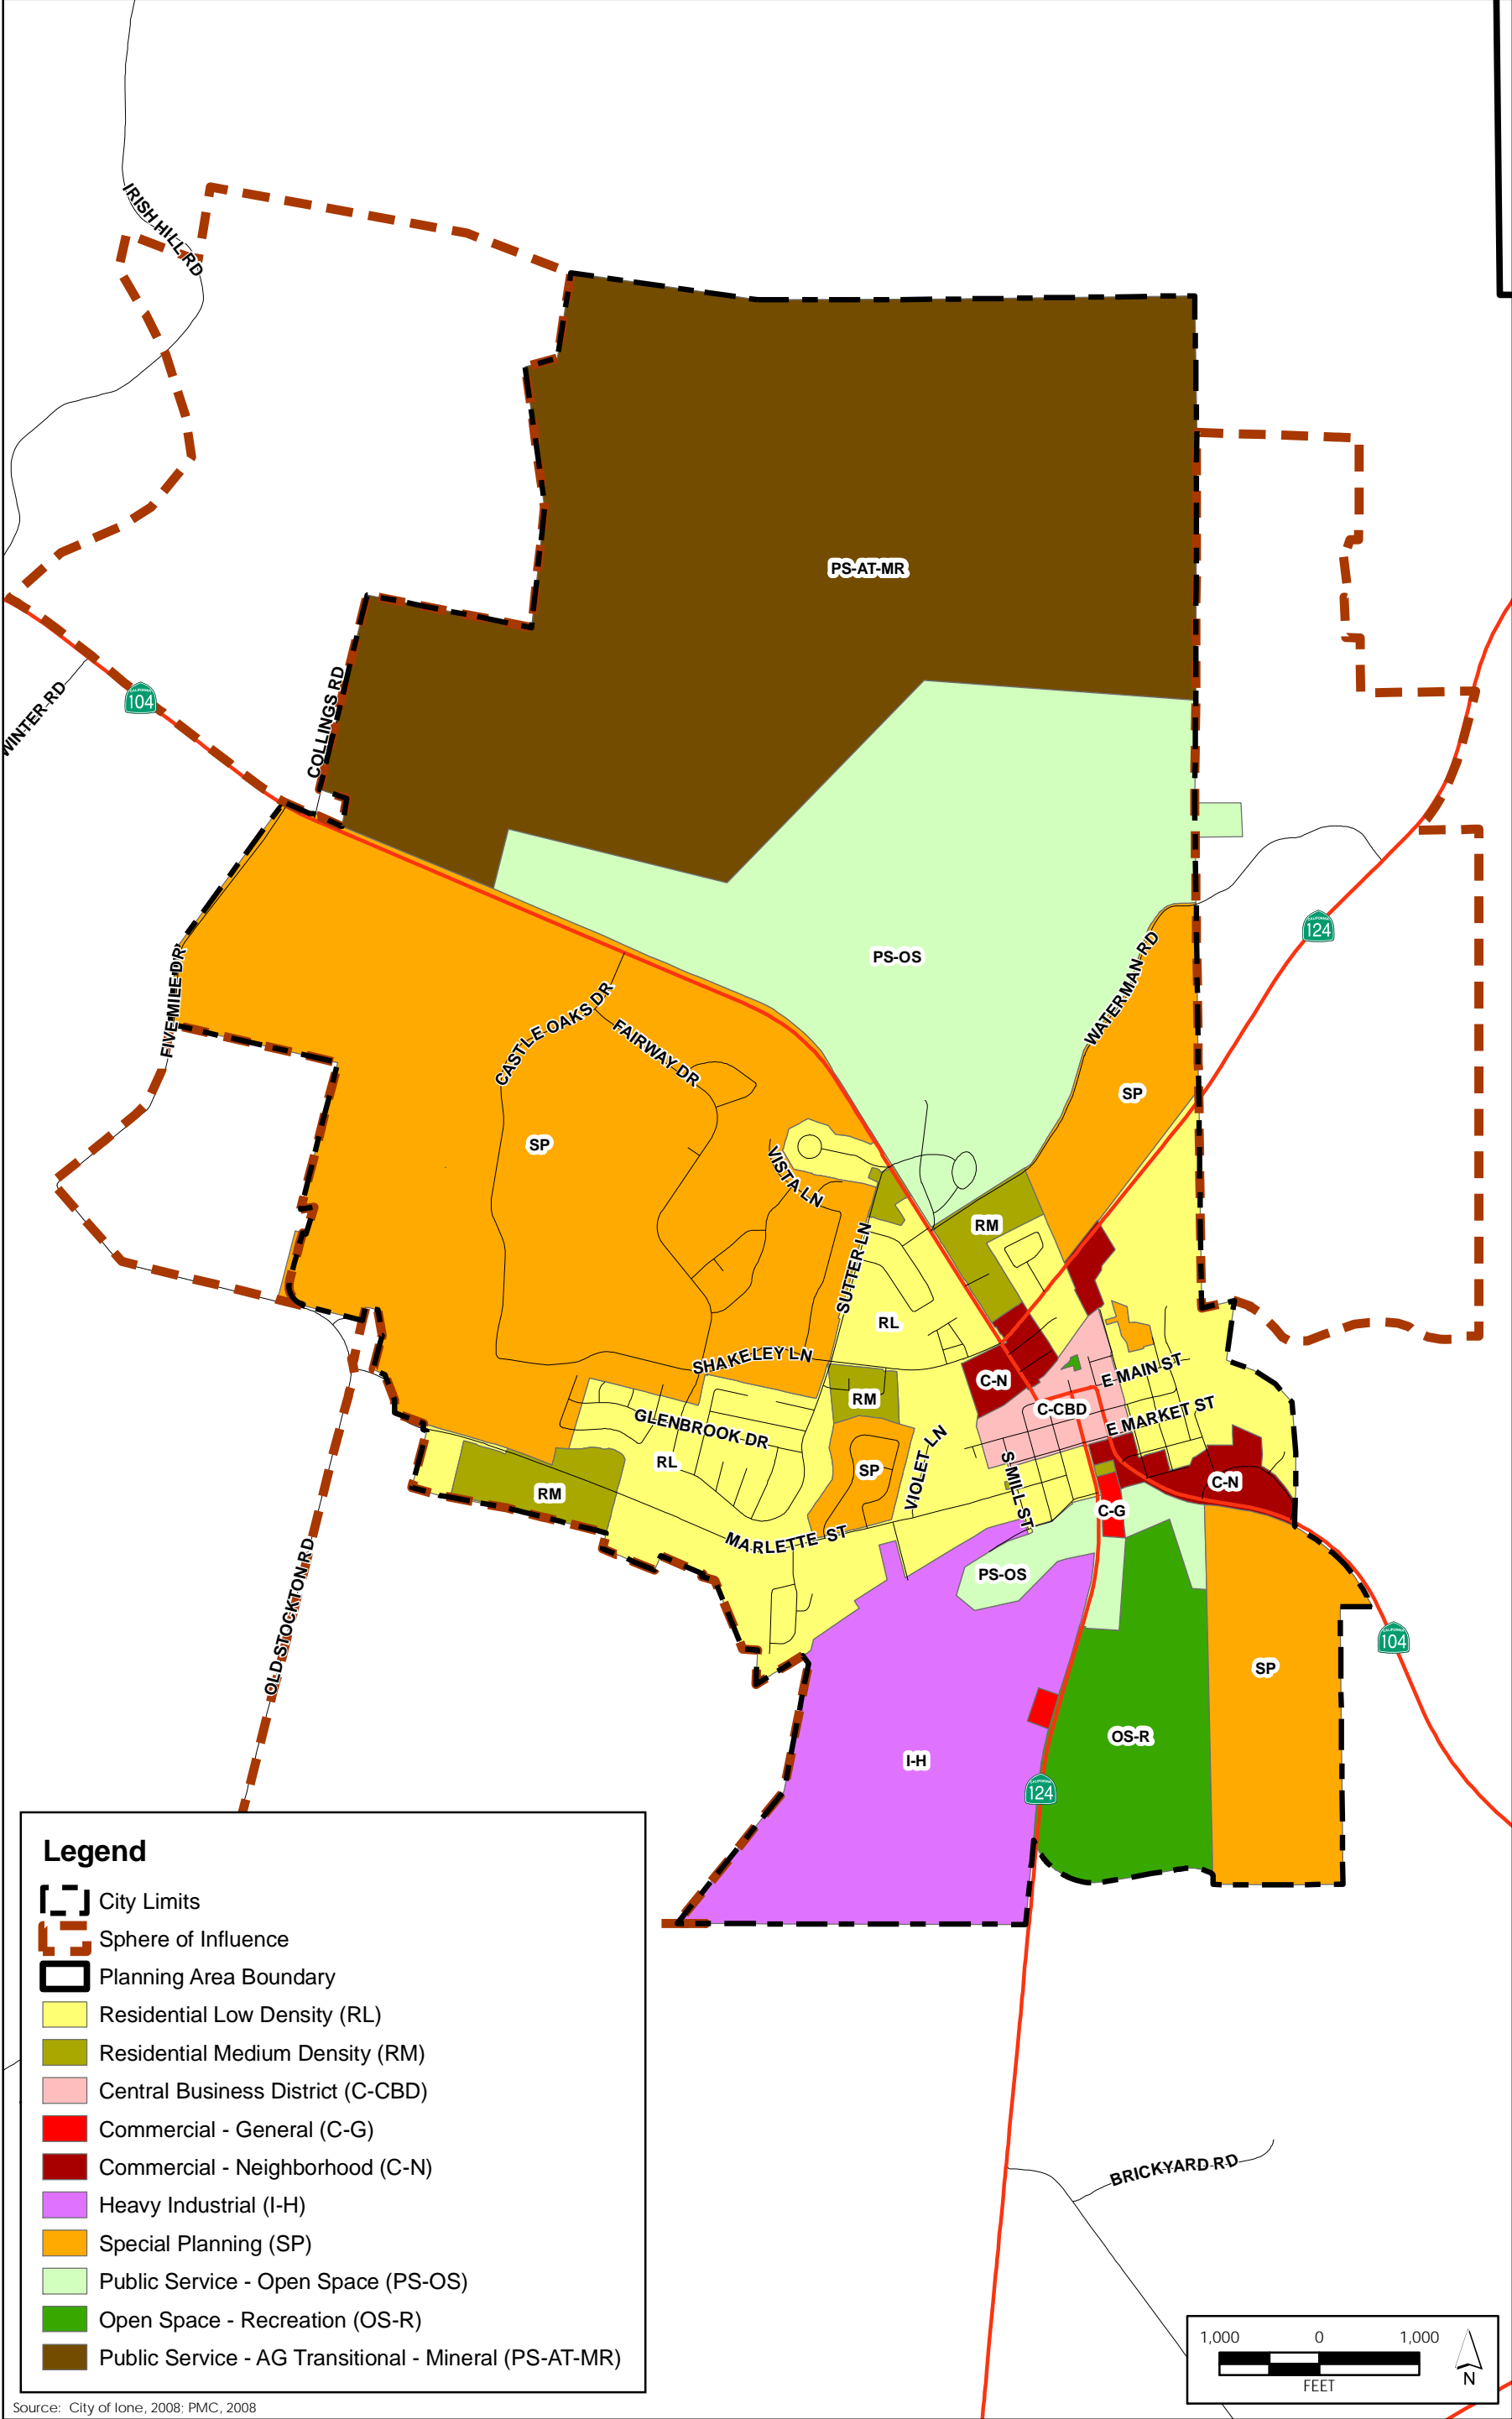 IRISH HILL RD
PS-AT-MR
COLLINGS RD
WINTER RD
CALIFORNIA
104
CALIFORNIA
124
PS-OS
FIVE MILE DR
WATERMAN RD
CASTLE OAKS DR
FAIRWAY DR
SP
SP
VISTA LN
RM
SUTTER LN
RL
SHAKELEY LN
E MAIN ST
C-N
RM
C-CBD
E MARKET ST
GLENBROOK DR
RL
SP
VIOLET LN
S MILL ST
C-N
RM
C-G
MARLETTE ST
PS-OS
OLD STOCKTON RD
CALIFORNIA
104
SP
OS-R
I-H
CALIFORNIA
124
Legend
City Limits
Sphere of Influence
Planning Area Boundary
Residential Low Density (RL)
Residential Medium Density (RM)
Central Business District (C-CBD)
Commercial - General (C-G)
Commercial - Neighborhood (C-N)
Heavy Industrial (I-H)
Special Planning (SP)
Public Service - Open Space (PS-OS)
Open Space - Recreation (OS-R)
Public Service - AG Transitional - Mineral (PS-AT-MR)
BRICKYARD RD
1,000 0 1,000
FEET
N
Source: City of Ione, 2008; PMC, 2008